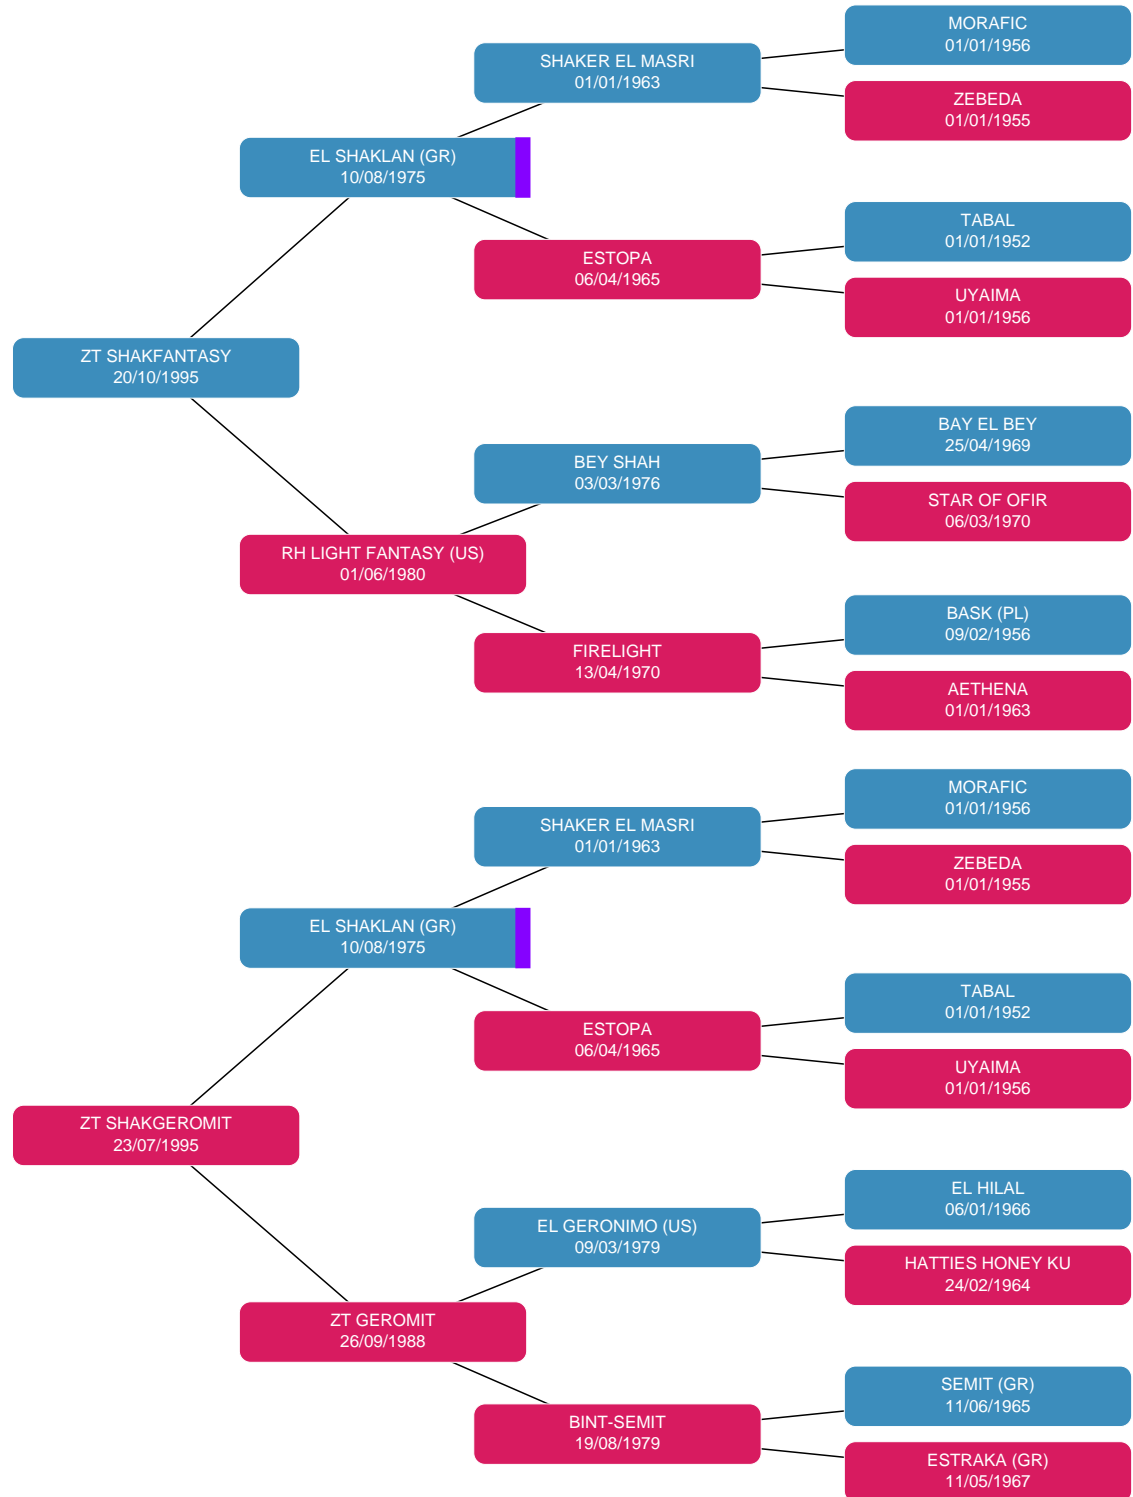 MORAFIC
01/01/1956
SHAKER EL MASRI
01/01/1963
ZEBEDA
01/01/1955
EL SHAKLAN (GR)
10/08/1975
TABAL
01/01/1952
ESTOPA
06/04/1965
UYAIMA
01/01/1956
ZT SHAKFANTASY
20/10/1995
BAY EL BEY
25/04/1969
BEY SHAH
03/03/1976
STAR OF OFIR
06/03/1970
RH LIGHT FANTASY (US)
01/06/1980
BASK (PL)
09/02/1956
FIRELIGHT
13/04/1970
AETHENA
01/01/1963
MORAFIC
01/01/1956
SHAKER EL MASRI
01/01/1963
ZEBEDA
01/01/1955
EL SHAKLAN (GR)
10/08/1975
TABAL
01/01/1952
ESTOPA
06/04/1965
UYAIMA
01/01/1956
ZT SHAKGEROMIT
23/07/1995
EL HILAL
06/01/1966
EL GERONIMO (US)
09/03/1979
HATTIES HONEY KU
24/02/1964
ZT GEROMIT
26/09/1988
SEMIT (GR)
11/06/1965
BINT-SEMIT
19/08/1979
ESTRAKA (GR)
11/05/1967